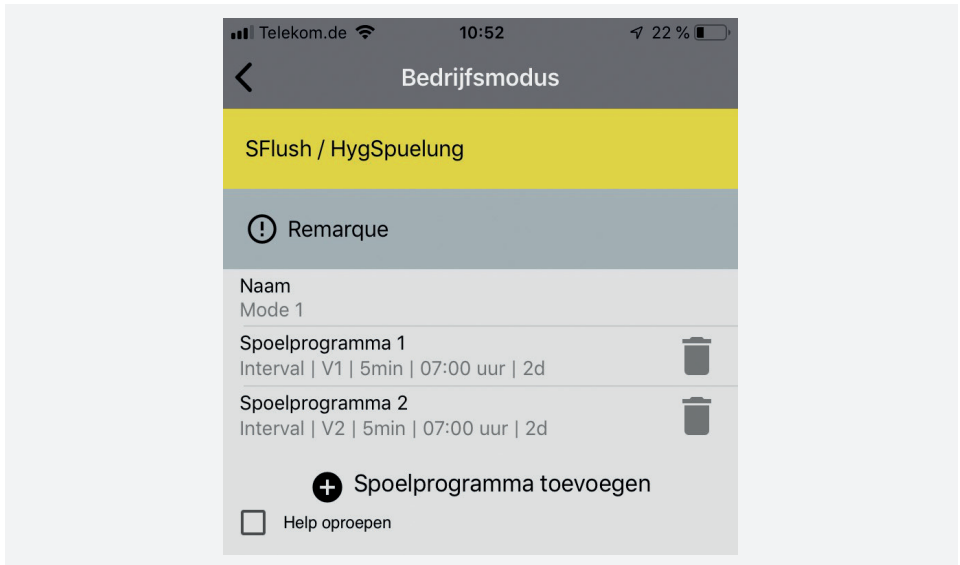 Telekom.de 10:52 22 %
Bedrijfsmodus
SFlush / HygSpuelung
Remarque
Naam
Mode 1
Spoelprogramma 1
Interval | V1 | 5min | 07:00 uur | 2d
Spoelprogramma 2
Interval | V2 | 5min | 07:00 uur | 2d
Spoelprogramma toevoegen
Help oproepen